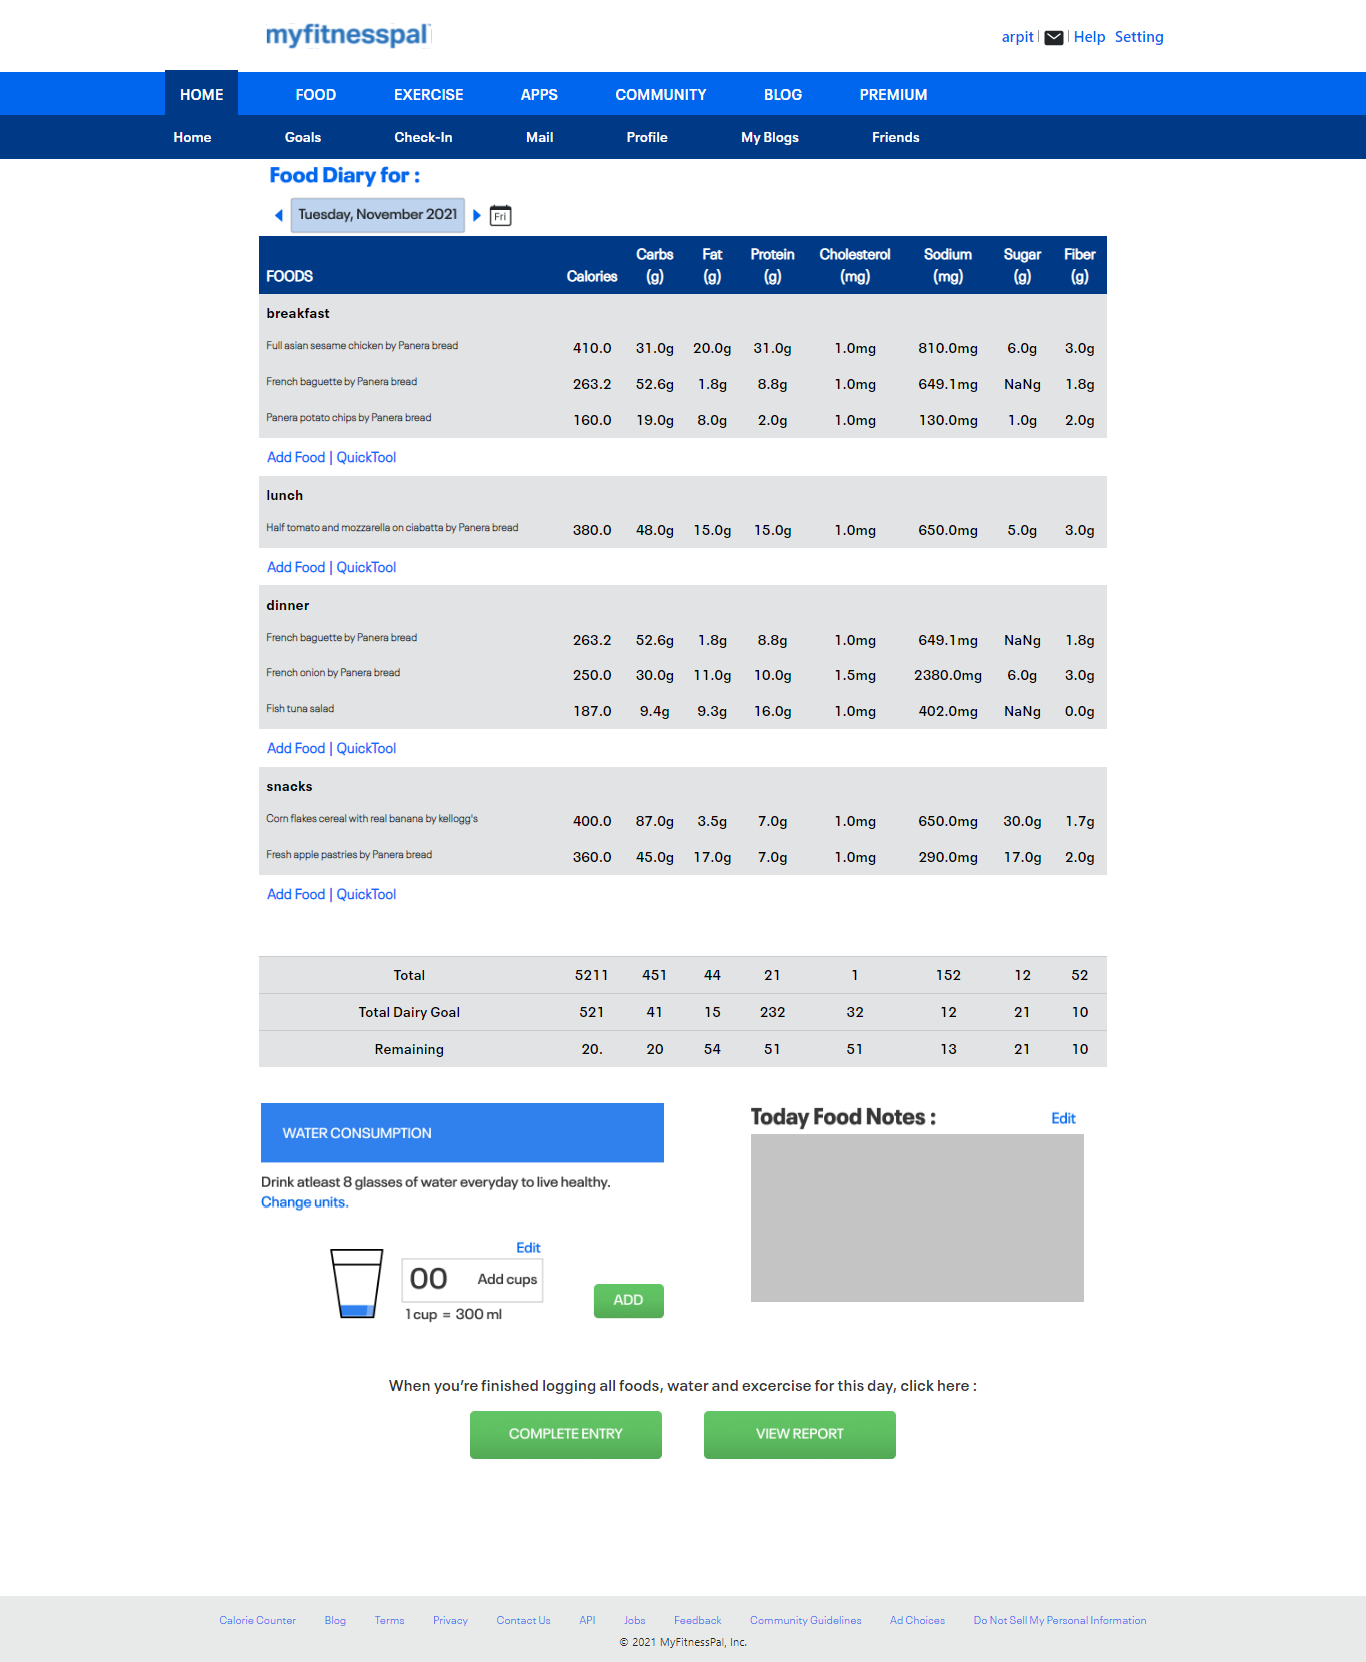 myfitnesspal
arpit | Help Setting
HOME FOOD EXERCISE APPS COMMUNITY BLOG PREMIUM
Home Goals Check-In Mail Profile My Blogs Friends
Food Diary for :
Tuesday, November 2021 Fri
FOODS Calories Carbs (g) Fat (g) Protein (g) Cholesterol (mg) Sodium (mg) Sugar (g) Fiber (g)
breakfast
Full asian sesame chicken by Panera bread 410.0 31.0g 20.0g 31.0g 1.0mg 810.0mg 6.0g 3.0g
French baguette by Panera bread 263.2 52.6g 1.8g 8.8g 1.0mg 649.1mg NaNg 1.8g
Panera potato chips by Panera bread 160.0 19.0g 8.0g 2.0g 1.0mg 130.0mg 1.0g 2.0g
Add Food | QuickTool
lunch
Half tomato and mozzarella on ciabatta by Panera bread 380.0 48.0g 15.0g 15.0g 1.0mg 650.0mg 5.0g 3.0g
Add Food | QuickTool
dinner
French baguette by Panera bread 263.2 52.6g 1.8g 8.8g 1.0mg 649.1mg NaNg 1.8g
French onion by Panera bread 250.0 30.0g 11.0g 10.0g 1.5mg 2380.0mg 6.0g 3.0g
Fish tuna salad 187.0 9.4g 9.3g 16.0g 1.0mg 402.0mg NaNg 0.0g
Add Food | QuickTool
snacks
Corn flakes cereal with real banana by kellogg's 400.0 87.0g 3.5g 7.0g 1.0mg 650.0mg 30.0g 1.7g
Fresh apple pastries by Panera bread 360.0 45.0g 17.0g 7.0g 1.0mg 290.0mg 17.0g 2.0g
Add Food | QuickTool
Total 5211 451 44 21 1 152 12 52
Total Dairy Goal 521 41 15 232 32 12 21 10
Remaining 20. 20 54 51 51 13 21 10
WATER CONSUMPTION
Drink atleast 8 glasses of water everyday to live healthy.
Change units.
Edit
00 Add cups
1 cup = 300 ml
ADD
Today Food Notes : Edit
When you're finished logging all foods, water and excercise for this day, click here :
COMPLETE ENTRY VIEW REPORT
Calorie Counter Blog Terms Privacy Contact Us API Jobs Feedback Community Guidelines Ad Choices Do Not Sell My Personal Information
© 2021 MyFitnessPal, Inc.